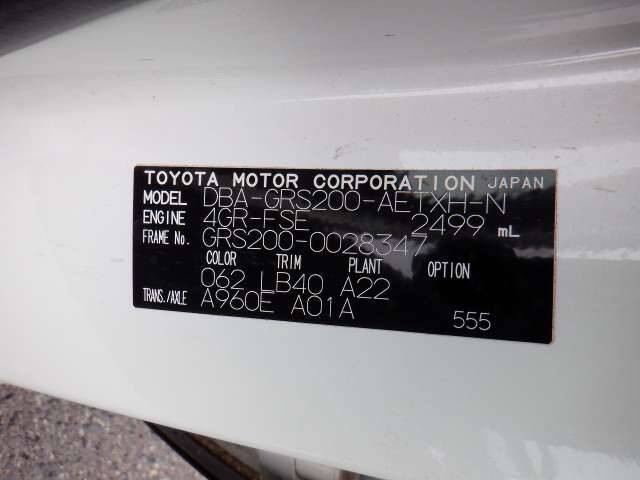 TOYOTA MOTOR CORPORATION JAPAN
MODEL DBA-GRS200-AETXH-N
ENGINE 4GR-FSE 2499 mL
FRAME No. GRS200-0028347
COLOR TRIM PLANT OPTION
062 LB40 A22
TRANS./AXLE A960E A01A
555